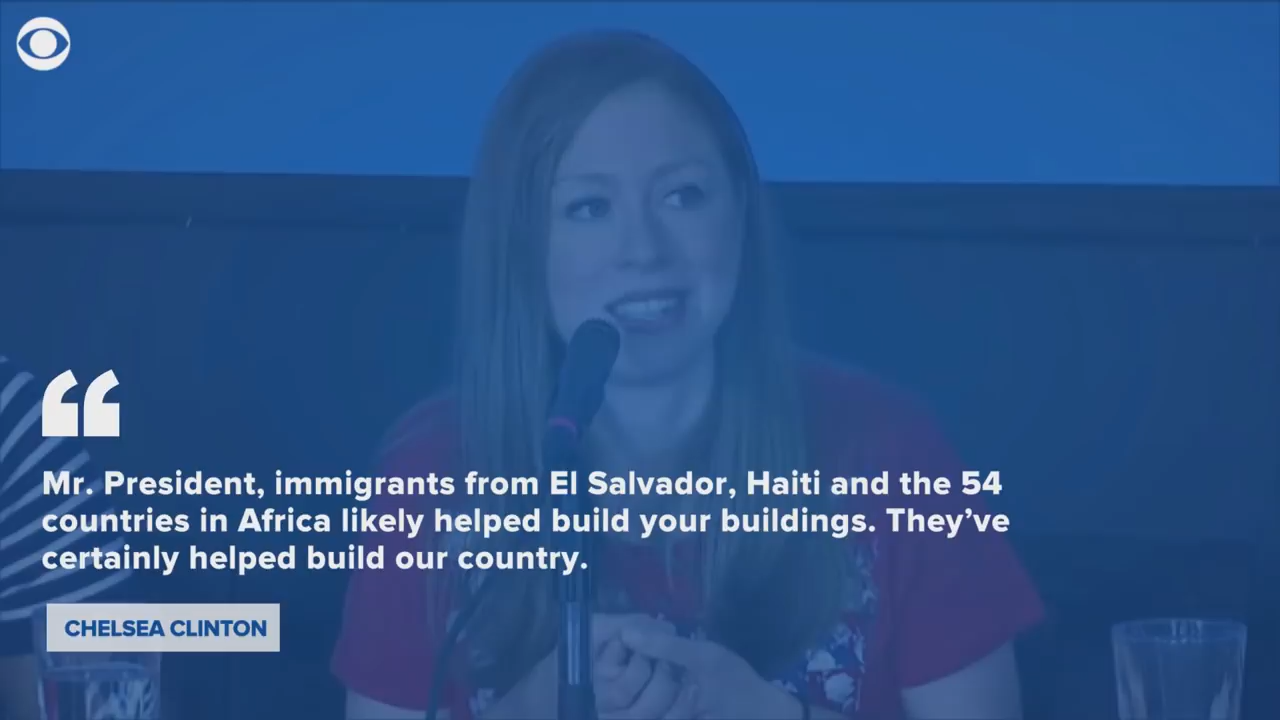 “
Mr. President, immigrants from El Salvador, Haiti and the 54
countries in Africa likely helped build your buildings. They’ve
certainly helped build our country.
CHELSEA CLINTON